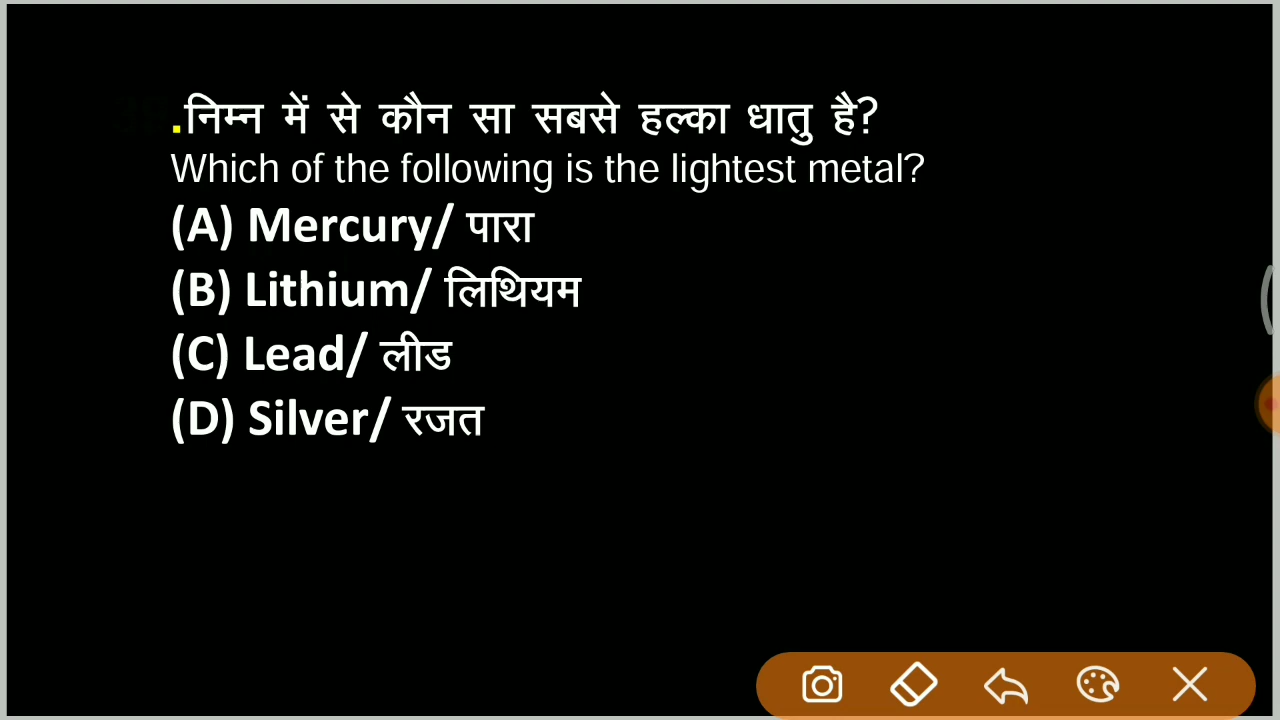 .निम्न में से कौन सा सबसे हल्का धातु है?
Which of the following is the lightest metal?
(A) Mercury/ पारा
(B) Lithium/ लिथियम
(C) Lead/ लीड
(D) Silver/ रजत